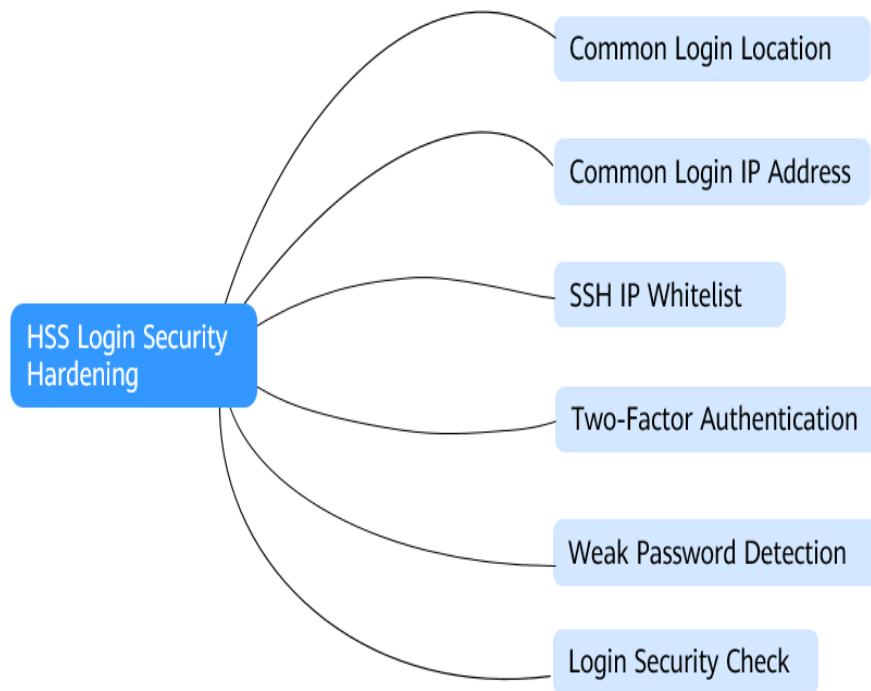 Common Login Location
Common Login IP Address
SSH IP Whitelist
HSS Login Security
Hardening
Two-Factor Authentication
Weak Password Detection
Login Security Check